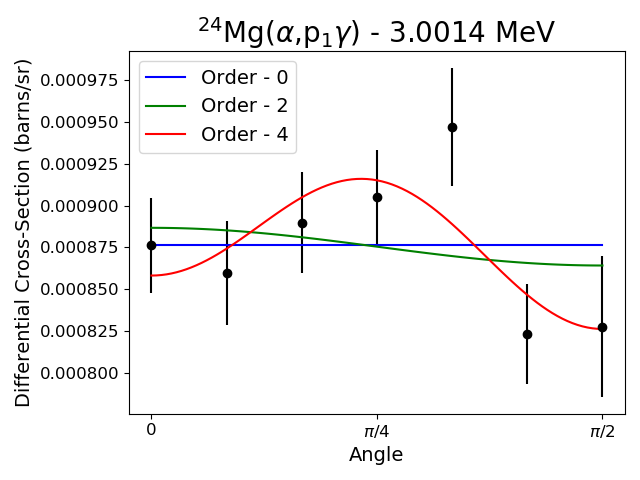 ²⁴Mg(α,p₁γ) - 3.0014 MeV
Differential Cross-Section (barns/sr)
0.000975
0.000950
0.000925
0.000900
0.000875
0.000850
0.000825
0.000800
Order - 0
Order - 2
Order - 4
0
π/4
π/2
Angle